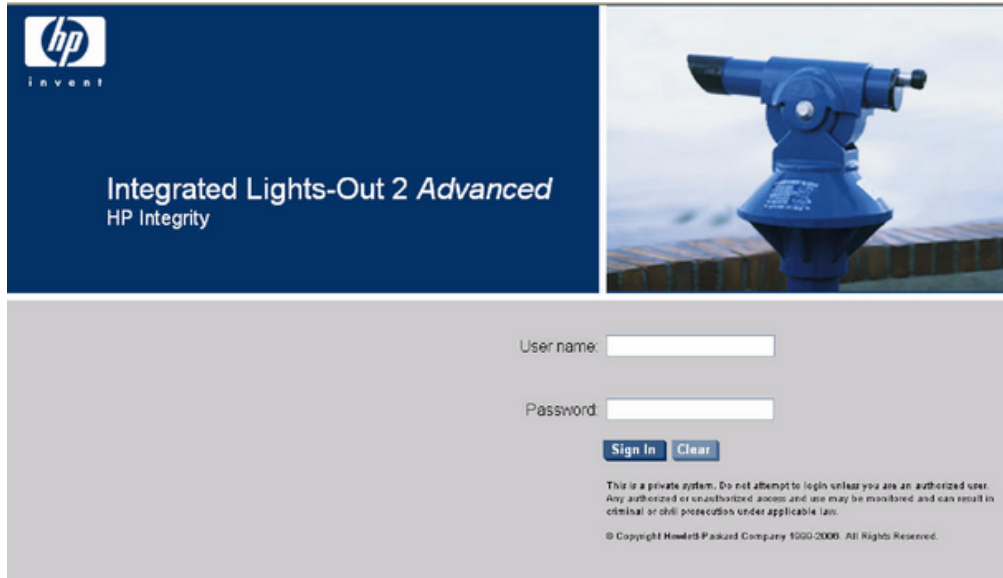 hp
invent
Integrated Lights-Out 2 Advanced
HP Integrity
User name:
Password:
Sign In Clear
This is a private system. Do not attempt to login unless you are an authorized user.
Any authorized or unauthorized access and use may be monitored and can result in
criminal or civil prosecution under applicable law.
© Copyright Hewlett-Packard Company 1999-2006. All Rights Reserved.